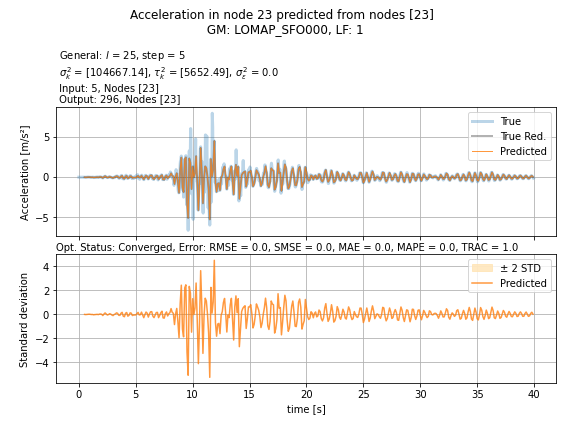 Acceleration in node 23 predicted from nodes [23]
GM: LOMAP_SFO000, LF: 1
General: l = 25, step = 5
σ²ₖ = [104667.14], τ²ₖ = [5652.49], σ²ε = 0.0
Input: 5, Nodes [23]
Output: 296, Nodes [23]
Acceleration [m/s²]
5
0
−5
True
True Red.
Predicted
Opt. Status: Converged, Error: RMSE = 0.0, SMSE = 0.0, MAE = 0.0, MAPE = 0.0, TRAC = 1.0
Standard deviation
4
2
0
−2
−4
± 2 STD
Predicted
0 5 10 15 20 25 30 35 40
time [s]